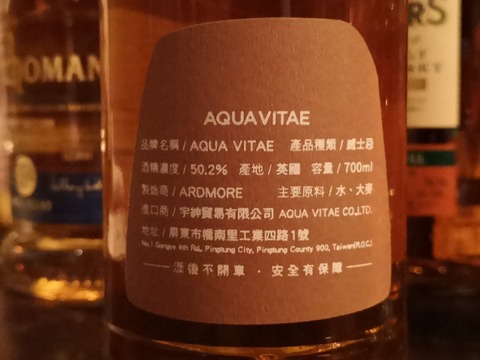 AQUAVITAE
品牌名稱 / AQUA VITAE 產品種類 / 威士忌
酒精濃度 / 50.2% 產地 / 英國 容量 / 700ml
製造商 / ARDMORE 主要原料 / 水、大麥
進口商 / 宇紳貿易有限公司 AQUA VITAE CO.,LTD.
地址 / 屏東市橋南里工業四路1號
No.1 Gongye 4th Rd., Pingtung City, Pingtung County 900, Taiwan(R.O.C.)
酒後不開車 · 安全有保障
OMAN
RS